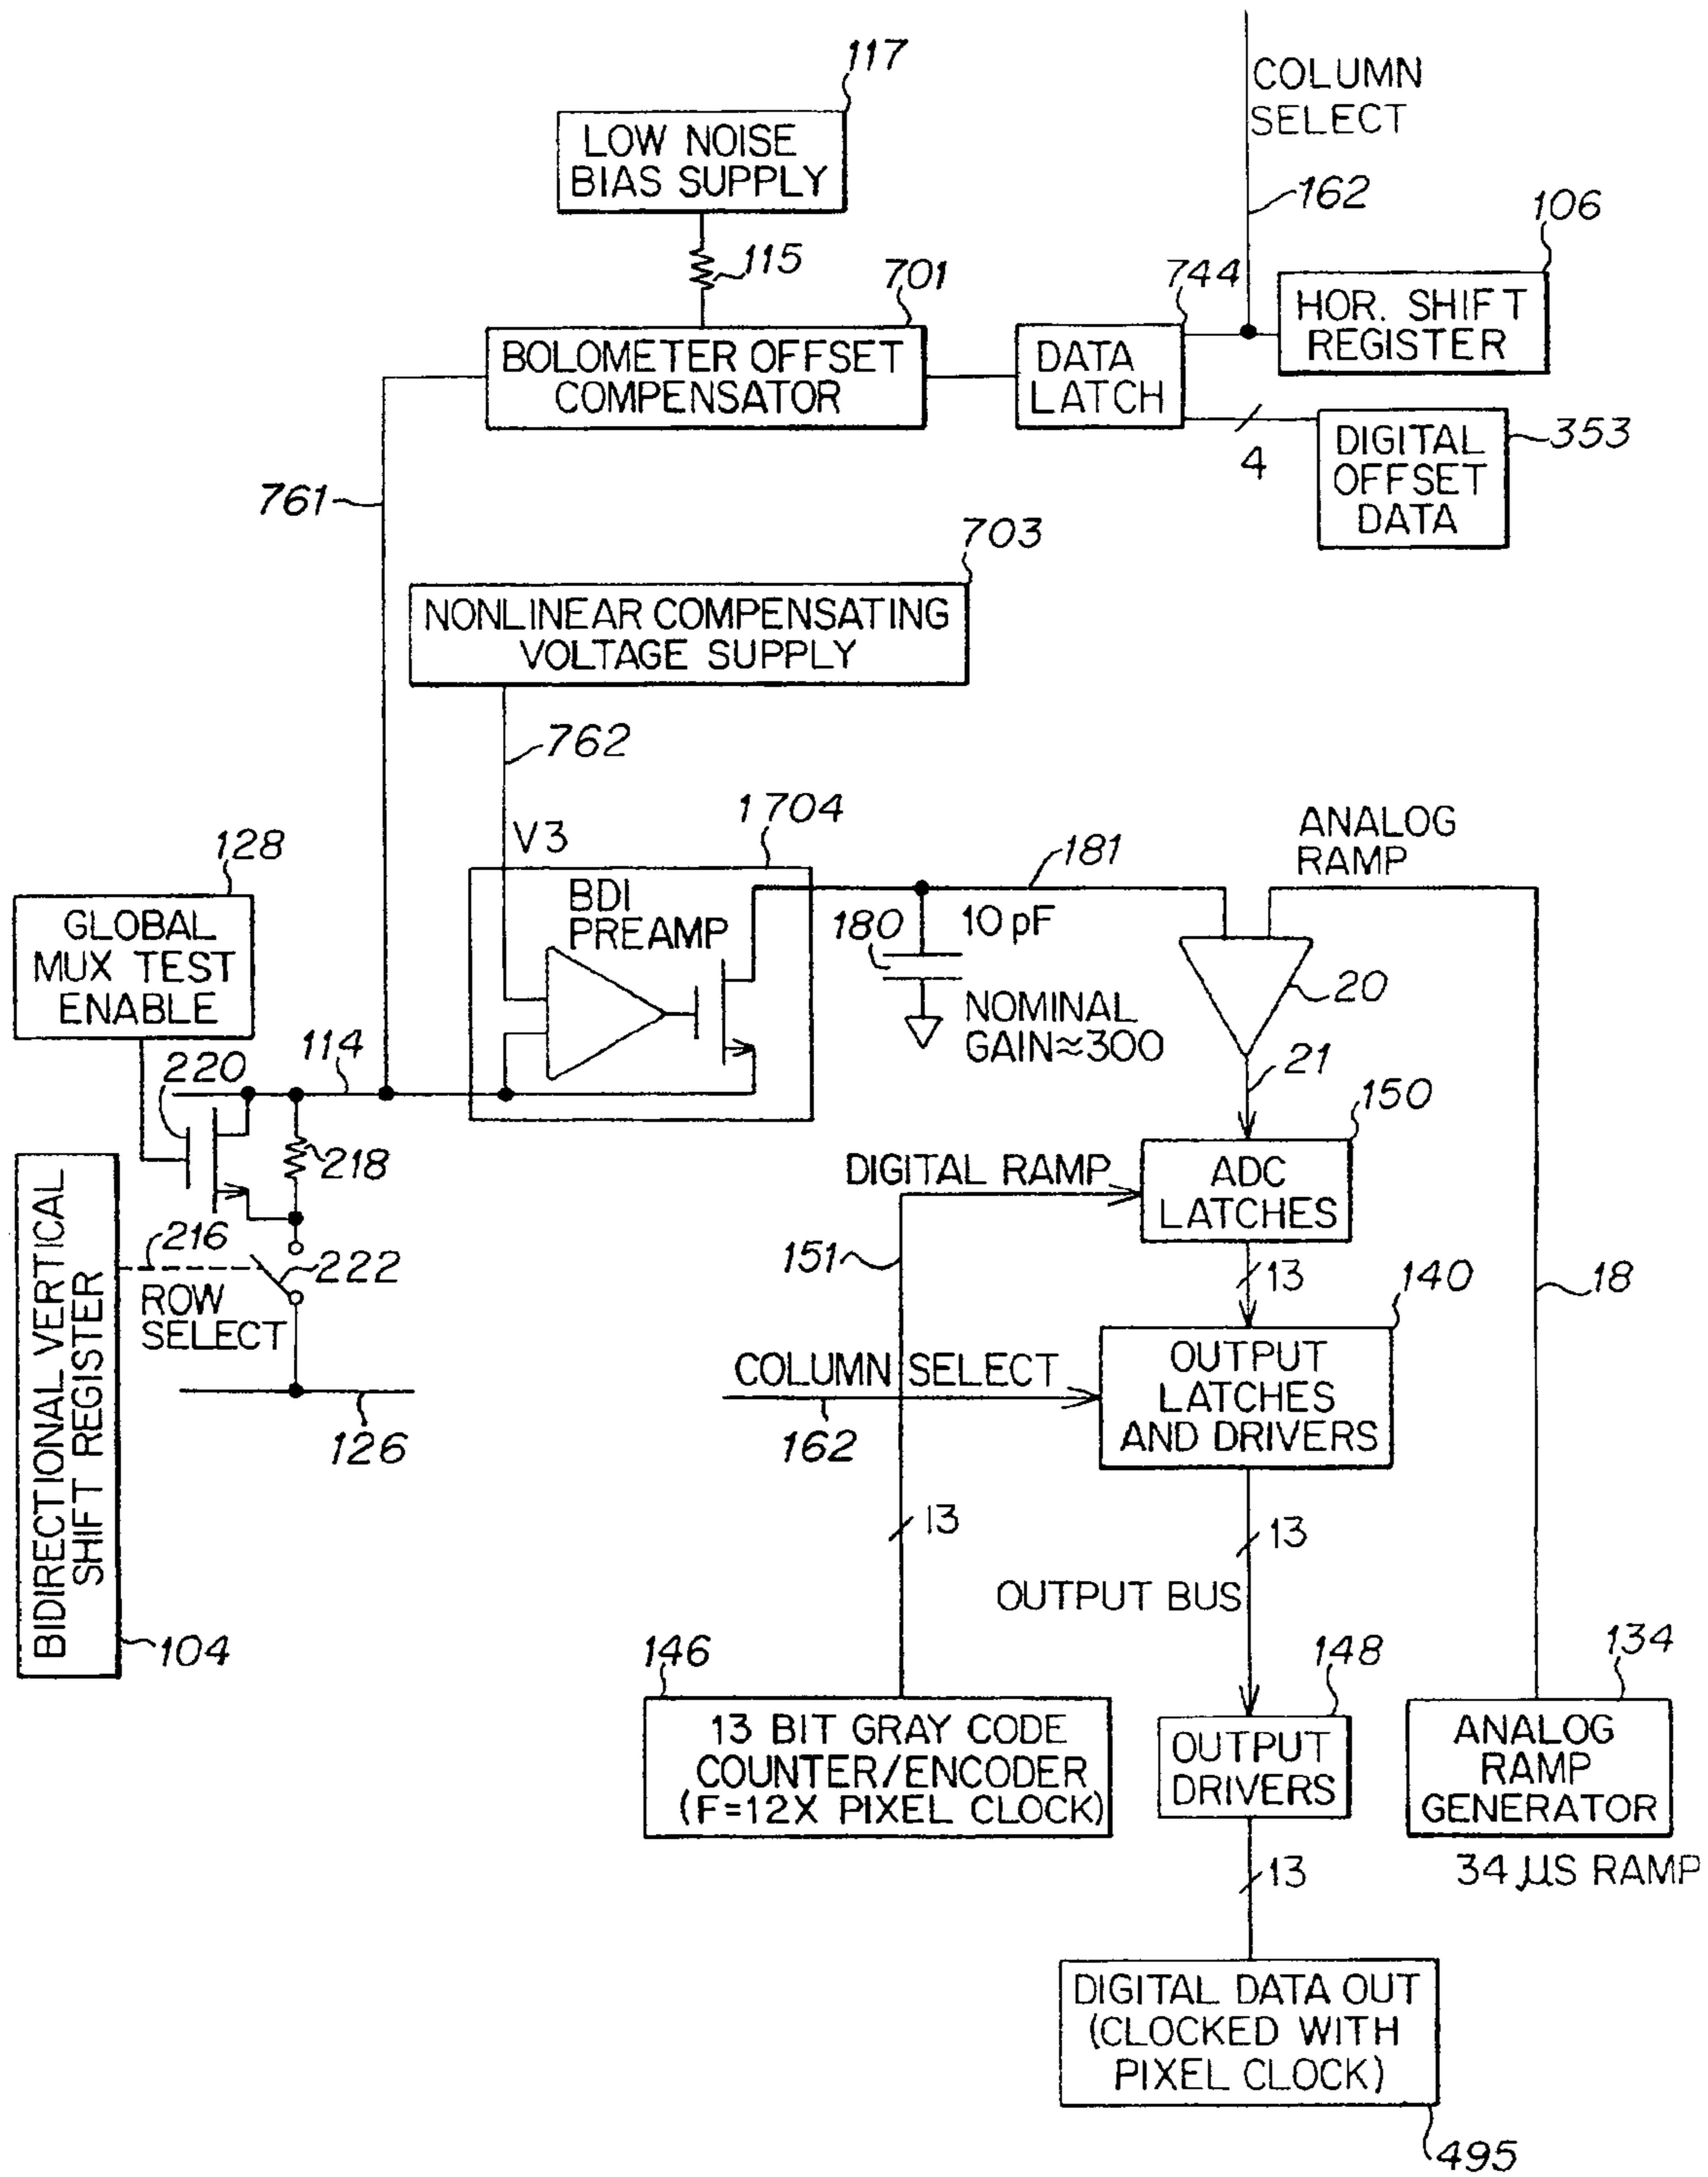 117
LOW NOISE
BIAS SUPPLY
115
COLUMN
SELECT
162
106
701
744
HOR. SHIFT
REGISTER
BOLOMETER OFFSET
COMPENSATOR
DATA
LATCH
4
DIGITAL
OFFSET
DATA
353
761
703
NONLINEAR COMPENSATING
VOLTAGE SUPPLY
762
V3
1704
128
GLOBAL
MUX TEST
ENABLE
BDI
PREAMP
181
ANALOG
RAMP
180
10 pF
NOMINAL
GAIN≈300
20
21
220
114
218
150
DIGITAL RAMP
ADC
LATCHES
216
222
ROW
SELECT
151
13
140
18
BIDIRECTIONAL VERTICAL
SHIFT REGISTER
104
126
COLUMN SELECT
162
OUTPUT
LATCHES
AND DRIVERS
13
13
OUTPUT BUS
146
13 BIT GRAY CODE
COUNTER/ENCODER
(F=12X PIXEL CLOCK)
148
OUTPUT
DRIVERS
134
ANALOG
RAMP
GENERATOR
34 µS RAMP
13
DIGITAL DATA OUT
(CLOCKED WITH
PIXEL CLOCK)
495